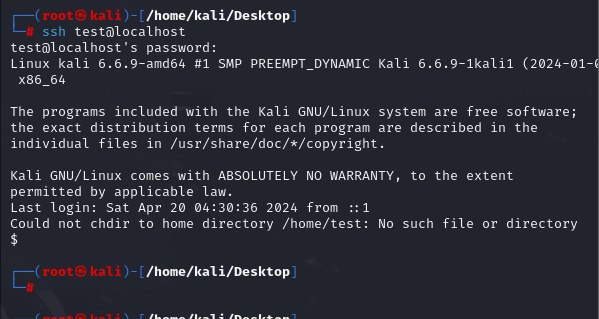 ┌──(root㉿kali)-[/home/kali/Desktop]
└─# ssh test@localhost
test@localhost's password:
Linux kali 6.6.9-amd64 #1 SMP PREEMPT_DYNAMIC Kali 6.6.9-1kali1 (2024-01-0
 x86_64

The programs included with the Kali GNU/Linux system are free software;
the exact distribution terms for each program are described in the
individual files in /usr/share/doc/*/copyright.

Kali GNU/Linux comes with ABSOLUTELY NO WARRANTY, to the extent
permitted by applicable law.
Last login: Sat Apr 20 04:30:36 2024 from ::1
Could not chdir to home directory /home/test: No such file or directory
$

┌──(root㉿kali)-[/home/kali/Desktop]
└─#

┌──(root㉿kali)-[/home/kali/Desktop]